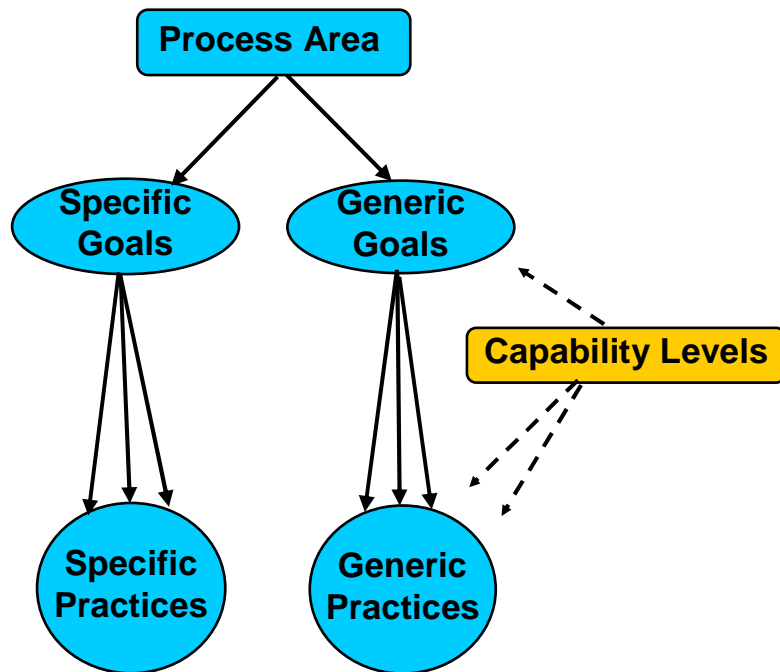 Process Area
Specific
Goals
Generic
Goals
Capability Levels
Specific
Practices
Generic
Practices